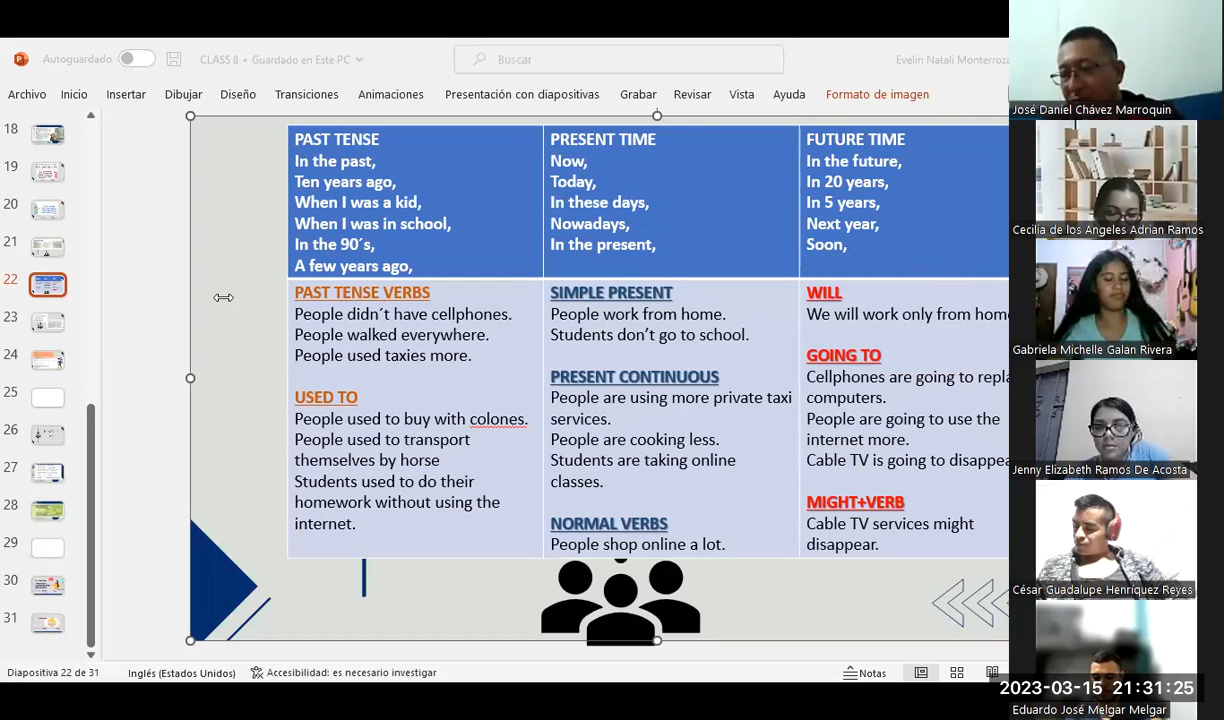 Autoguardado
CLASS 8 • Guardado en Este PC
Buscar
Evelin Natali Monterroza
Archivo Inicio Insertar Dibujar Diseño Transiciones Animaciones Presentación con diapositivas Grabar Revisar Vista Ayuda Formato de imagen
18
19
20
21
22
23
24
25
26
27
28
29
30
31
PAST TENSE
In the past,
Ten years ago,
When I was a kid,
When I was in school,
In the 90´s,
A few years ago,
PRESENT TIME
Now,
Today,
In these days,
Nowadays,
In the present,
FUTURE TIME
In the future,
In 20 years,
In 5 years,
Next year,
Soon,
PAST TENSE VERBS
People didn´t have cellphones.
People walked everywhere.
People used taxies more.
USED TO
People used to buy with colones.
People used to transport
themselves by horse
Students used to do their
homework without using the
internet.
SIMPLE PRESENT
People work from home.
Students don’t go to school.
PRESENT CONTINUOUS
People are using more private taxi
services.
People are cooking less.
Students are taking online
classes.
NORMAL VERBS
People shop online a lot.
WILL
We will work only from hom
GOING TO
Cellphones are going to repla
computers.
People are going to use the
internet more.
Cable TV is going to disappea
MIGHT+VERB
Cable TV services might
disappear.
José Daniel Chávez Marroquin
Cecilia de los Angeles Adrian Ramos
Gabriela Michelle Galan Rivera
Jenny Elizabeth Ramos De Acosta
César Guadalupe Henríquez Reyes
Eduardo José Melgar Melgar
2023-03-15 21:31:25
Diapositiva 22 de 31
Inglés (Estados Unidos)
Accesibilidad: es necesario investigar
Notas